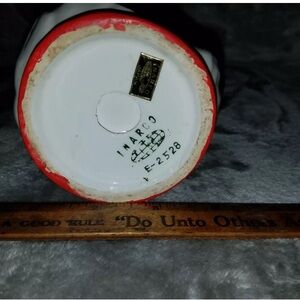 INARCO
E-2528
A GOOD RULE "Do Unto Others